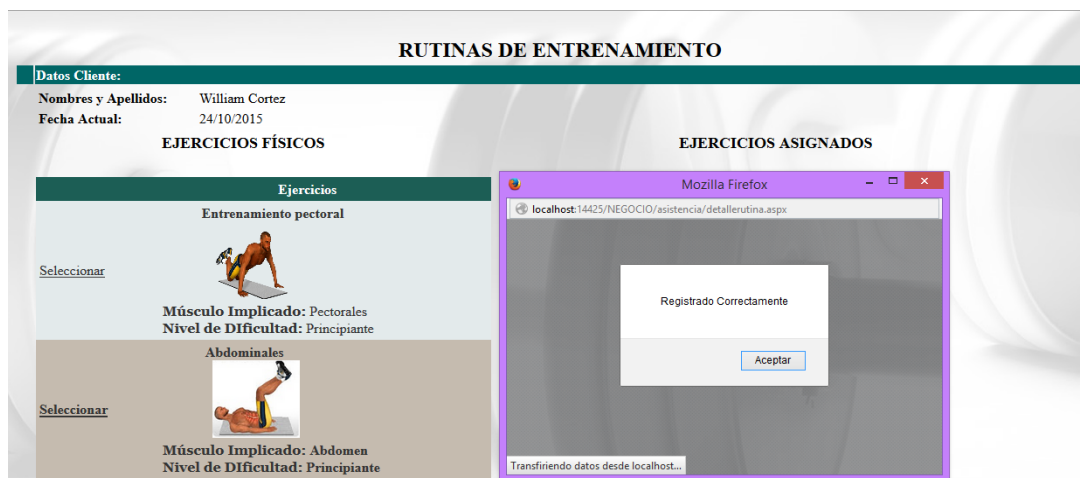 RUTINAS DE ENTRENAMIENTO
Datos Cliente:
Nombres y Apellidos: William Cortez
Fecha Actual: 24/10/2015
EJERCICIOS FÍSICOS
Ejercicios
Entrenamiento pectoral
Seleccionar
Músculo Implicado: Pectorales
Nivel de DIficultad: Principiante
Abdominales
Seleccionar
Músculo Implicado: Abdomen
Nivel de DIficultad: Principiante
EJERCICIOS ASIGNADOS
Mozilla Firefox
localhost:14425/NEGOCIO/asistencia/detallerutina.aspx
Registrado Correctamente
Aceptar
Transfiriendo datos desde localhost...